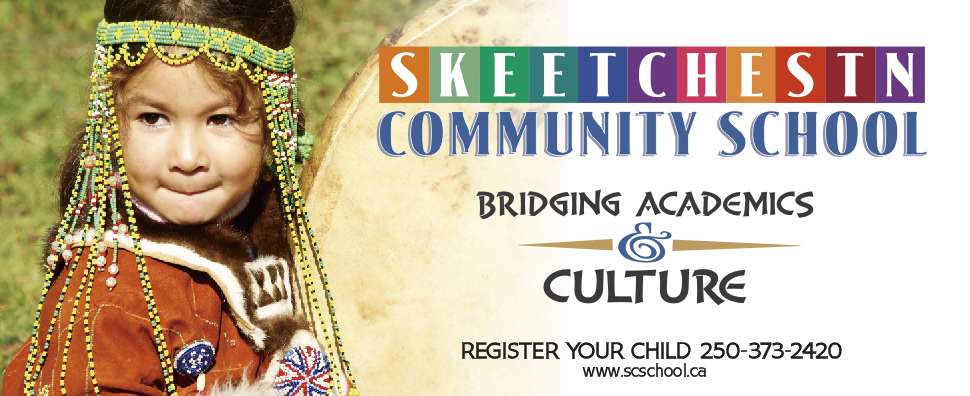 SKEETCHESTN
COMMUNITY SCHOOL
BRIDGING ACADEMICS
&
CULTURE
REGISTER YOUR CHILD 250-373-2420
www.scschool.ca